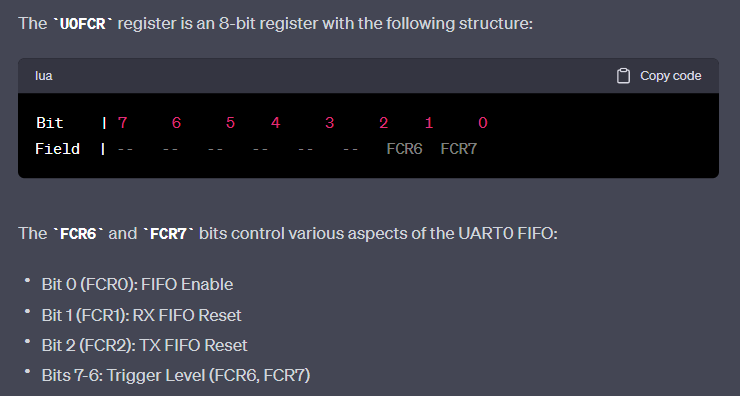 The `UOFCR` register is an 8-bit register with the following structure:
lua Copy code
Bit | 7 6 5 4 3 2 1 0
Field | -- -- -- -- -- -- FCR6 FCR7
The `FCR6` and `FCR7` bits control various aspects of the UART0 FIFO:
• Bit 0 (FCR0): FIFO Enable
• Bit 1 (FCR1): RX FIFO Reset
• Bit 2 (FCR2): TX FIFO Reset
• Bits 7-6: Trigger Level (FCR6, FCR7)